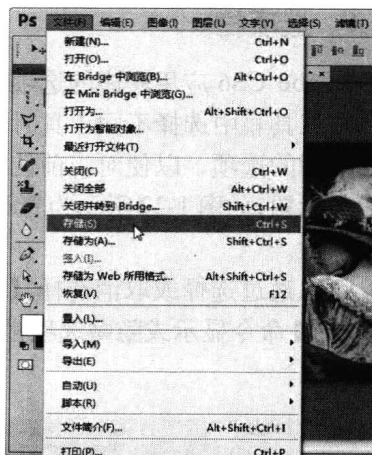 Ps 文件(F) 编辑(E) 图像(I) 图层(L) 文字(Y) 选择(S) 滤镜(T)
新建(N)... Ctrl+N
打开(O)... Ctrl+O
在 Bridge 中浏览(B)... Alt+Ctrl+O
在 Mini Bridge 中浏览(G)...
打开为... Alt+Shift+Ctrl+O
打开为智能对象...
最近打开文件(T)
关闭(C) Ctrl+W
关闭全部 Alt+Ctrl+W
关闭并转到 Bridge... Shift+Ctrl+W
存储(S) Ctrl+S
存储为(A)... Shift+Ctrl+S
签入(I)...
存储为 Web 所用格式... Alt+Shift+Ctrl+S
恢复(V) F12
置入(L)...
导入(M)
导出(E)
自动(U)
脚本(R)
文件简介(F)... Alt+Shift+Ctrl+I
打印(P)... Ctrl+P